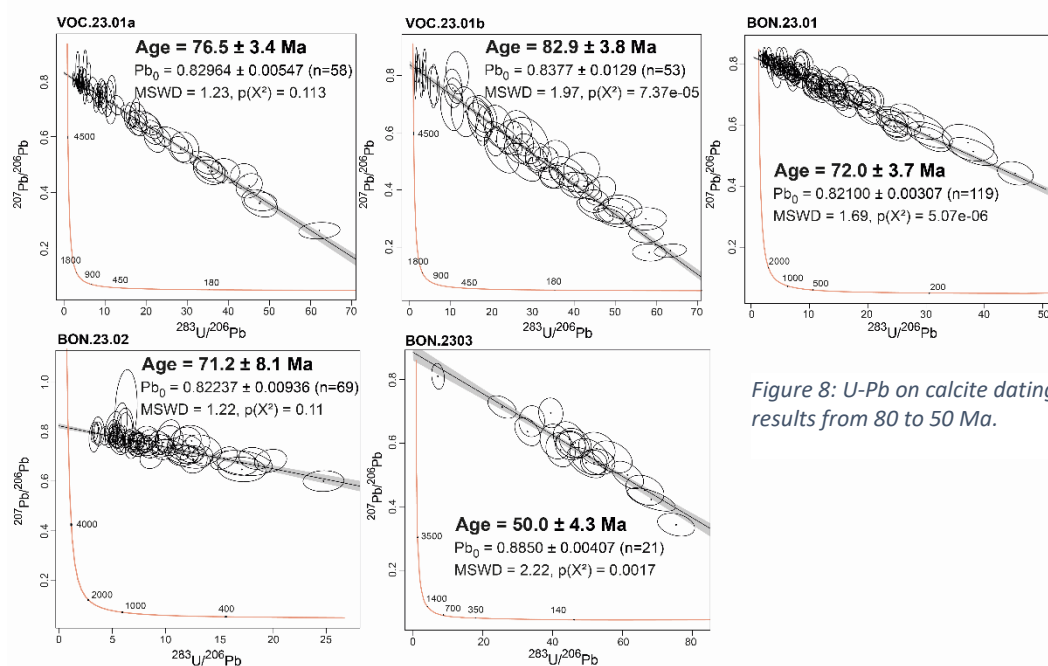 VOC.23.01a
Age = 76.5 ± 3.4 Ma
Pb₀ = 0.82964 ± 0.00547 (n=58)
MSWD = 1.23, p(X²) = 0.113
²⁰⁷Pb/²⁰⁶Pb
0.8
0.6
0.4
0.2
4500
1800
900
450
180
0
10
20
30
40
50
60
70
²⁸³U/²⁰⁶Pb
VOC.23.01b
Age = 82.9 ± 3.8 Ma
Pb₀ = 0.8377 ± 0.0129 (n=53)
MSWD = 1.97, p(X²) = 7.37e-05
²⁰⁷Pb/²⁰⁶Pb
0.8
0.6
0.4
0.2
4500
1800
900
450
180
0
10
20
30
40
50
60
70
²⁸³U/²⁰⁶Pb
BON.23.01
Age = 72.0 ± 3.7 Ma
Pb₀ = 0.82100 ± 0.00307 (n=119)
MSWD = 1.69, p(X²) = 5.07e-06
²⁰⁷Pb/²⁰⁶Pb
0.8
0.6
0.4
0.2
2000
1000
500
200
0
10
20
30
40
50
²⁸³U/²⁰⁶Pb
BON.23.02
Age = 71.2 ± 8.1 Ma
Pb₀ = 0.82237 ± 0.00936 (n=69)
MSWD = 1.22, p(X²) = 0.11
²⁰⁷Pb/²⁰⁶Pb
1.0
0.8
0.6
0.4
0.2
4000
2000
1000
400
0
5
10
15
20
25
²⁸³U/²⁰⁶Pb
BON.2303
Age = 50.0 ± 4.3 Ma
Pb₀ = 0.8850 ± 0.00407 (n=21)
MSWD = 2.22, p(X²) = 0.0017
²⁰⁷Pb/²⁰⁶Pb
0.8
0.6
0.4
0.2
3500
1400
700
350
140
0
20
40
60
80
²⁸³U/²⁰⁶Pb
Figure 8: U-Pb on calcite dating
results from 80 to 50 Ma.